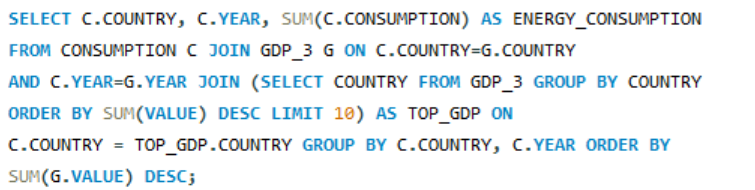 SELECT C.COUNTRY, C.YEAR, SUM(C.CONSUMPTION) AS ENERGY_CONSUMPTION
FROM CONSUMPTION C JOIN GDP_3 G ON C.COUNTRY=G.COUNTRY
AND C.YEAR=G.YEAR JOIN (SELECT COUNTRY FROM GDP_3 GROUP BY COUNTRY
ORDER BY SUM(VALUE) DESC LIMIT 10) AS TOP_GDP ON
C.COUNTRY = TOP_GDP.COUNTRY GROUP BY C.COUNTRY, C.YEAR ORDER BY
SUM(G.VALUE) DESC;